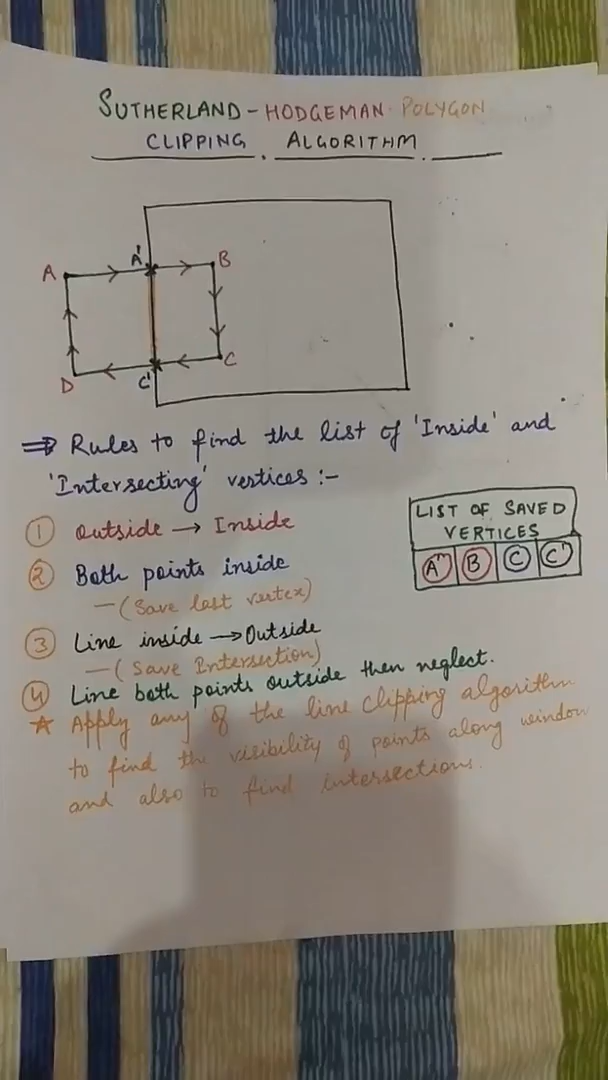 SUTHERLAND-HODGEMAN POLYGON
CLIPPING ALGORITHM
A
A'
B
D
C'
C
⇒ Rules to find the list of 'Inside' and
'Intersecting' vertices :-
① Outside → Inside
② Both points inside
- (Save last vertex)
③ Line inside → Outside
- (Save Intersection)
④ Line both points outside then neglect.
☆ Apply any of the line clipping algorithm
to find the visibility of points along window
and also to find intersections.
LIST OF SAVED
VERTICES
A' B C C'